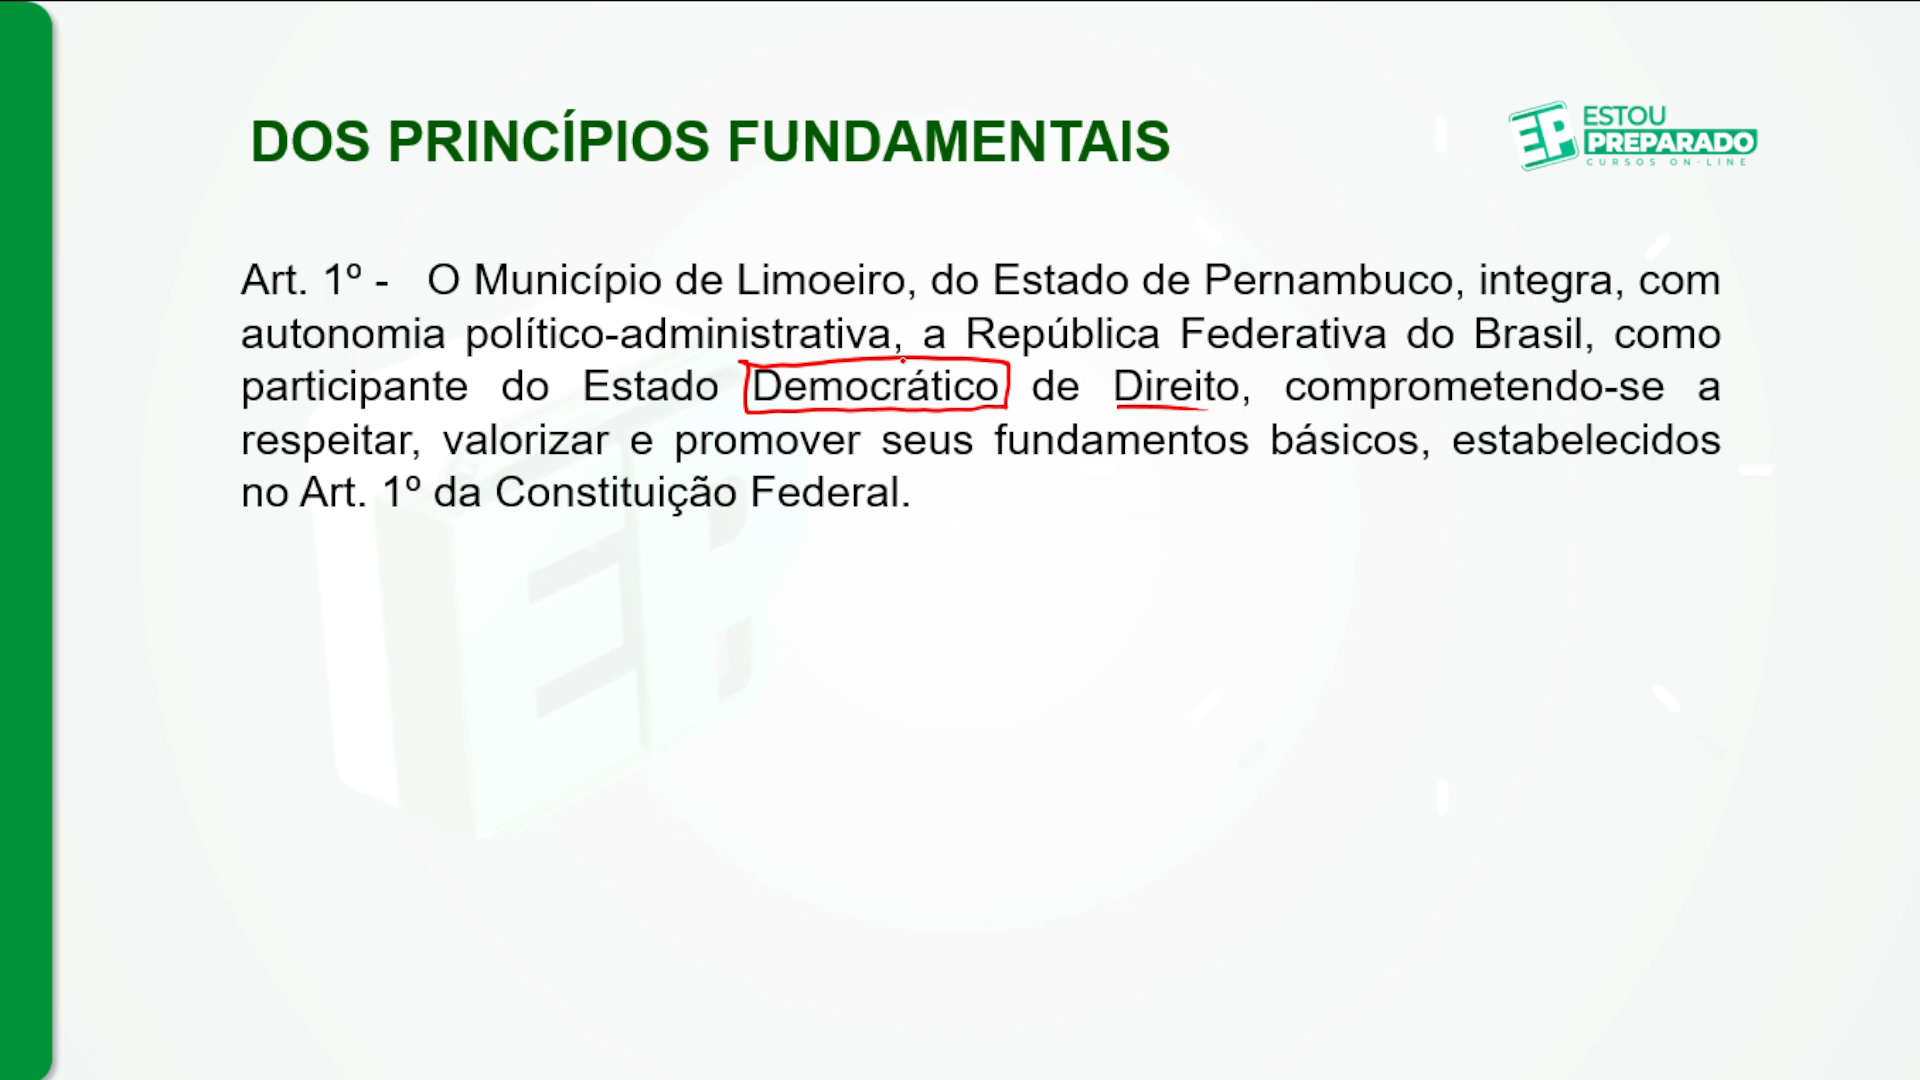 DOS PRINCÍPIOS FUNDAMENTAIS
EP ESTOU
PREPARADO
CURSOS ON-LINE
Art. 1º - O Município de Limoeiro, do Estado de Pernambuco, integra, com
autonomia político-administrativa, a República Federativa do Brasil, como
participante do Estado Democrático de Direito, comprometendo-se a
respeitar, valorizar e promover seus fundamentos básicos, estabelecidos
no Art. 1º da Constituição Federal.
EP